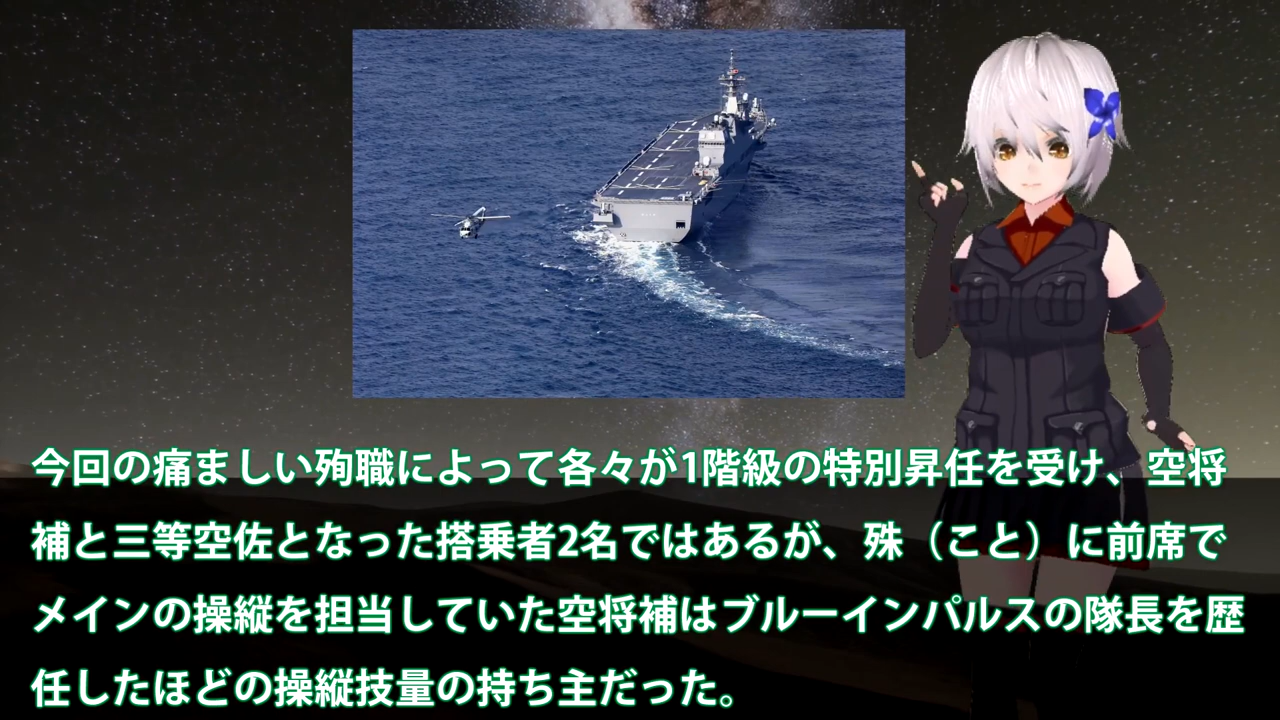 今回の痛ましい殉職によって各々が1階級の特別昇任を受け、空将
補と三等空佐となった搭乗者2名ではあるが、殊（こと）に前席で
メインの操縦を担当していた空将補はブルーインパルスの隊長を歴
任したほどの操縦技量の持ち主だった。